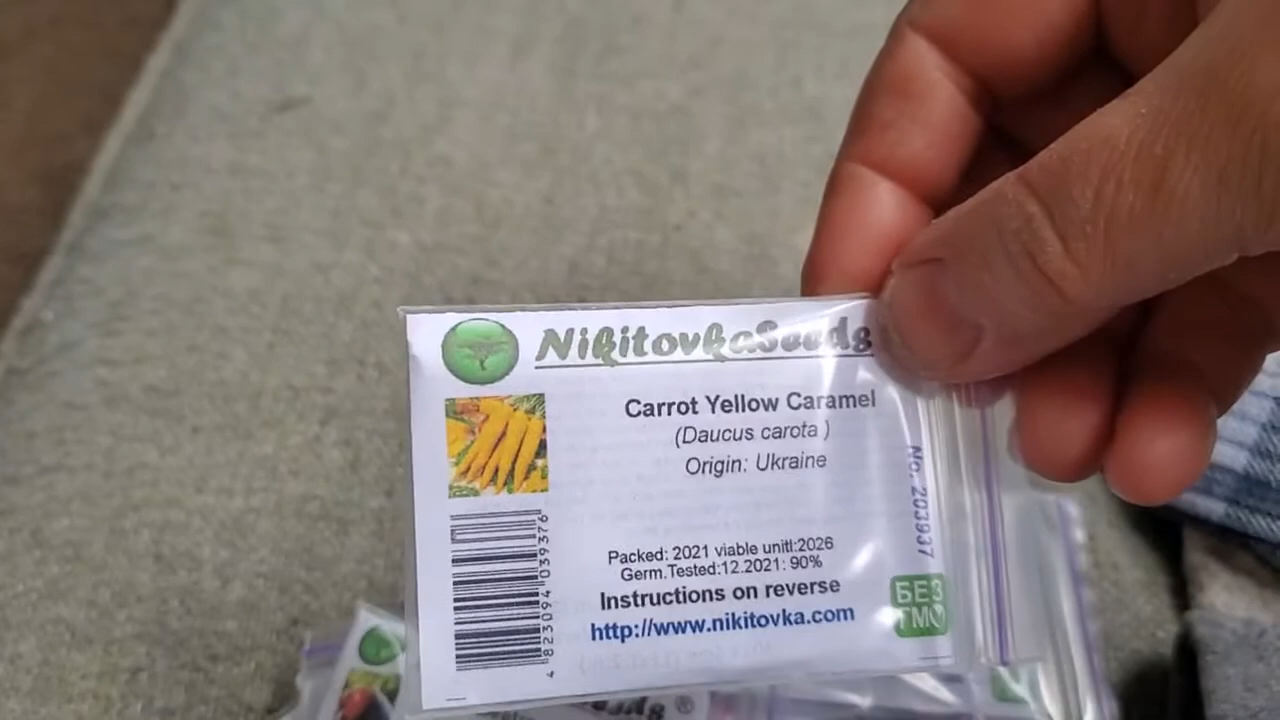 NikitovkaSeeds
Carrot Yellow Caramel
(Daucus carota )
Origin: Ukraine
No. 203937
Packed: 2021 viable unitl:2026
Germ.Tested:12.2021: 90%
Instructions on reverse
http://www.nikitovka.com
БЕЗ
ГМО
4 823094 039376